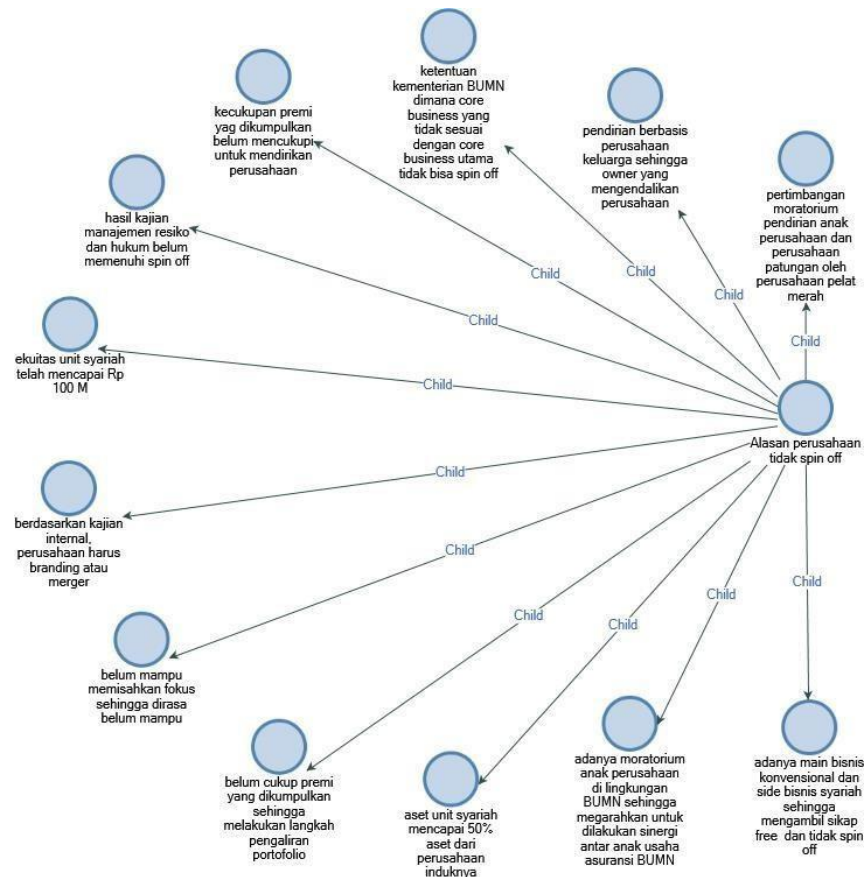 ketentuan
kementerian BUMN
dimana core
business yang
tidak sesuai
dengan core
business utama
tidak bisa spin off
kecukupan premi
yag dikumpulkan
belum mencukupi
untuk mendirikan
perusahaan
pendirian berbasis
perusahaan
keluarga sehingga
owner yang
mengendalikan
perusahaan
pertimbangan
moratorium
pendirian anak
perusahaan dan
perusahaan
patungan oleh
perusahaan pelat
merah
hasil kajian
manajemen resiko
dan hukum belum
memenuhi spin off
Child
Child
Child
Child
Child
ekuitas unit syariah
telah mencapai Rp
100 M
Child
Alasan perusahaan
tidak spin off
berdasarkan kajian
internal,
perusahaan harus
branding atau
merger
Child
Child
Child
Child
Child
Child
belum mampu
memisahkan fokus
sehingga dirasa
belum mampu
belum cukup premi
yang dikumpulkan
sehingga
melakukan langkah
pengaliran
portofolio
aset unit syariah
mencapai 50%
aset dari
perusahaan
induknya
adanya moratorium
anak perusahaan
di lingkungan
BUMN sehingga
megarahkan untuk
dilakukan sinergi
antar anak usaha
asuransi BUMN
adanya main bisnis
konvensional dan
side bisnis syariah
sehingga
mengambil sikap
free dan tidak spin
off